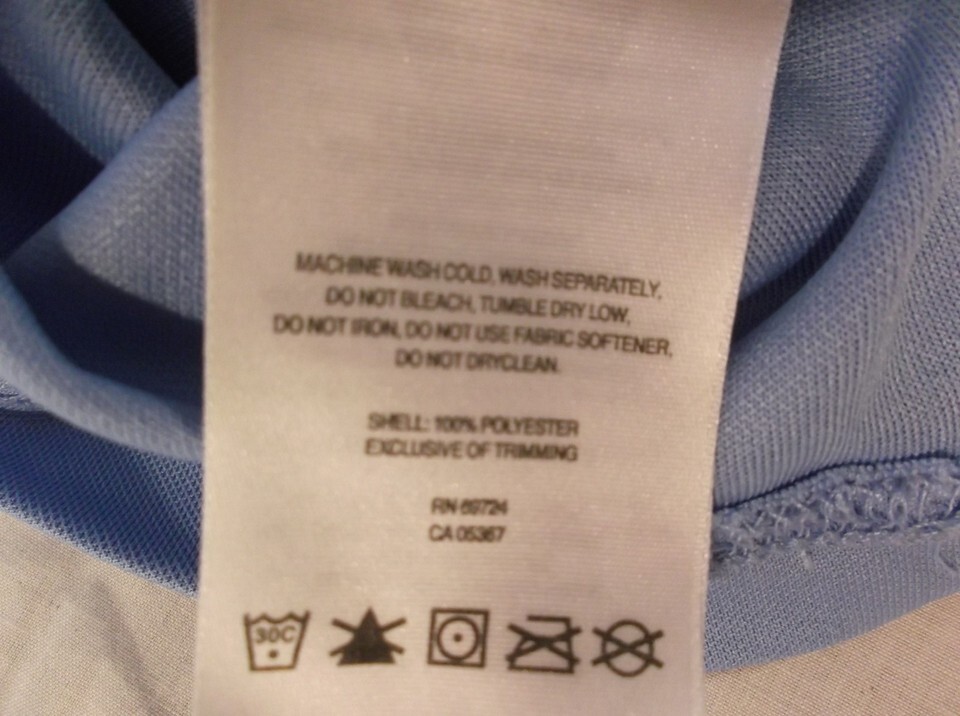 MACHINE WASH COLD, WASH SEPARATELY,
DO NOT BLEACH, TUMBLE DRY LOW,
DO NOT IRON, DO NOT USE FABRIC SOFTENER,
DO NOT DRYCLEAN.
SHELL: 100% POLYESTER
EXCLUSIVE OF TRIMMING
RN 69724
CA 05367
30C